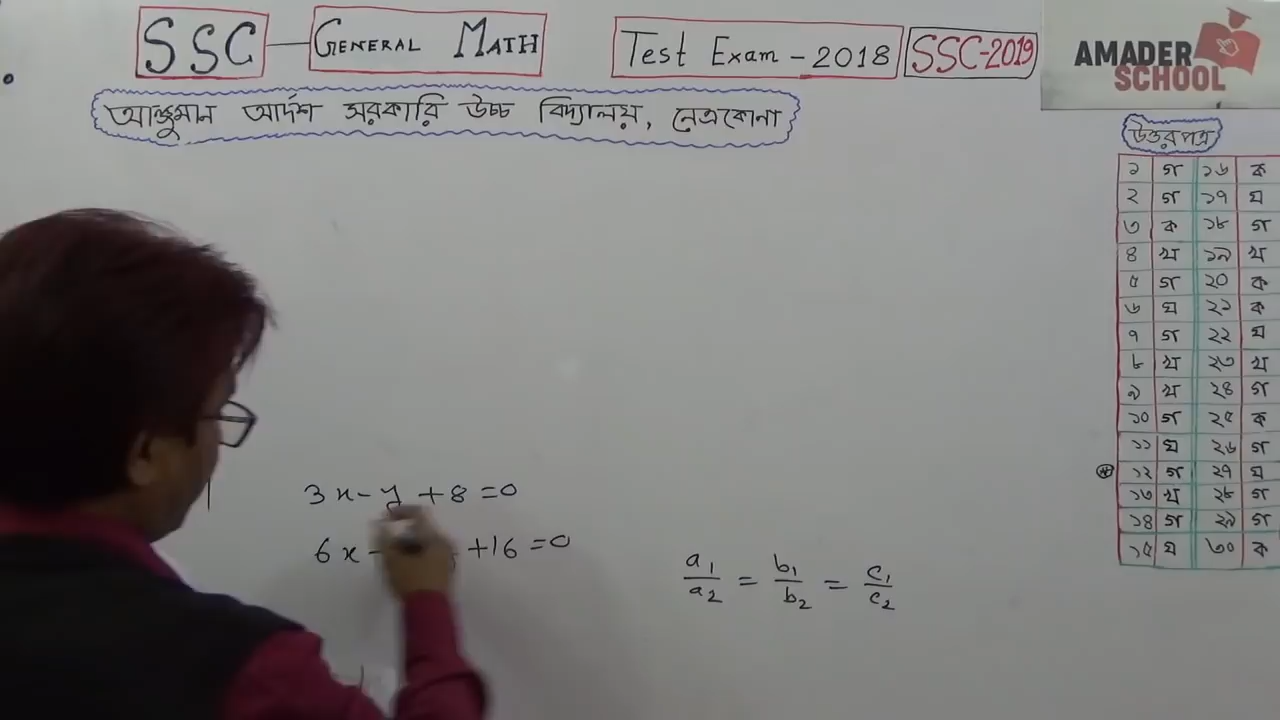 SSC — GENERAL MATH Test Exam - 2018 SSC-2019
AMADER
SCHOOL
আঞ্জুমান আর্দশ সরকারি উচ্চ বিদ্যালয়, নেত্রকোনা
উত্তরপত্র
১ গ ১৬ ক
২ গ ১৭ ঘ
৩ ক ১৮ গ
৪ খ ১৯ খ
৫ গ ২০ ক
৬ ঘ ২১ ক
৭ গ ২২ ঘ
৮ খ ২৩ খ
৯ খ ২৪ গ
১০ গ ২৫ ক
১১ ঘ ২৬ গ
১২ গ ২৭ ঘ
১৩ খ ২৮ গ
১৪ গ ২৯ গ
১৫ ঘ ৩০ ক
3x - y + 8 = 0
6x - +16 = 0
a₁/a₂ = b₁/b₂ = c₁/c₂